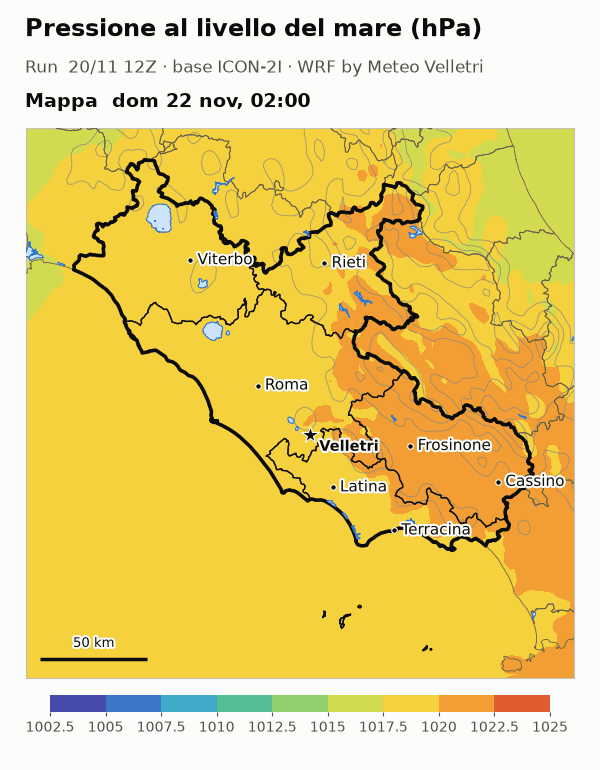 Pressione al livello del mare (hPa)
Run  20/11 12Z · base ICON-2I · WRF by Meteo Velletri
Mappa  dom 22 nov, 02:00
Viterbo
Rieti
Roma
Velletri
Frosinone
Cassino
Latina
Terracina
50 km
1002.5 1005 1007.5 1010 1012.5 1015 1017.5 1020 1022.5 1025